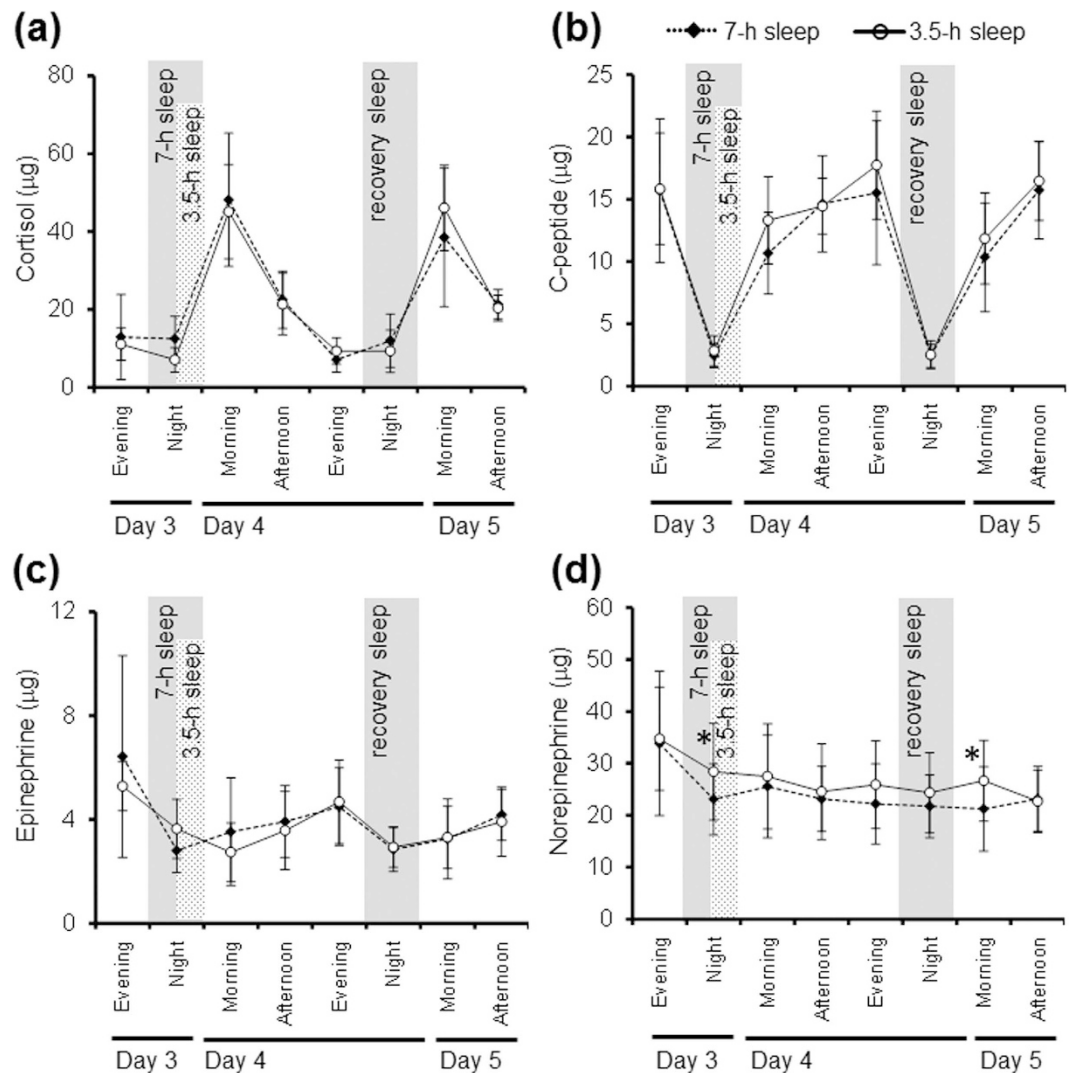 (a)
(b)
7-h sleep
3.5-h sleep
80
60
40
20
0
Cortisol (µg)
7-h sleep
3.5-h sleep
recovery sleep
Evening
Night
Morning
Afternoon
Evening
Night
Morning
Afternoon
Day 3
Day 4
Day 5
25
20
15
10
5
0
C-peptide (µg)
7-h sleep
3.5-h sleep
recovery sleep
Evening
Night
Morning
Afternoon
Evening
Night
Morning
Afternoon
Day 3
Day 4
Day 5
(c)
12
8
4
0
Epinephrine (µg)
7-h sleep
3.5-h sleep
recovery sleep
Evening
Night
Morning
Afternoon
Evening
Night
Morning
Afternoon
Day 3
Day 4
Day 5
(d)
60
50
40
30
20
10
0
Norepinephrine (µg)
7-h sleep
3.5-h sleep
recovery sleep
*
*
Evening
Night
Morning
Afternoon
Evening
Night
Morning
Afternoon
Day 3
Day 4
Day 5